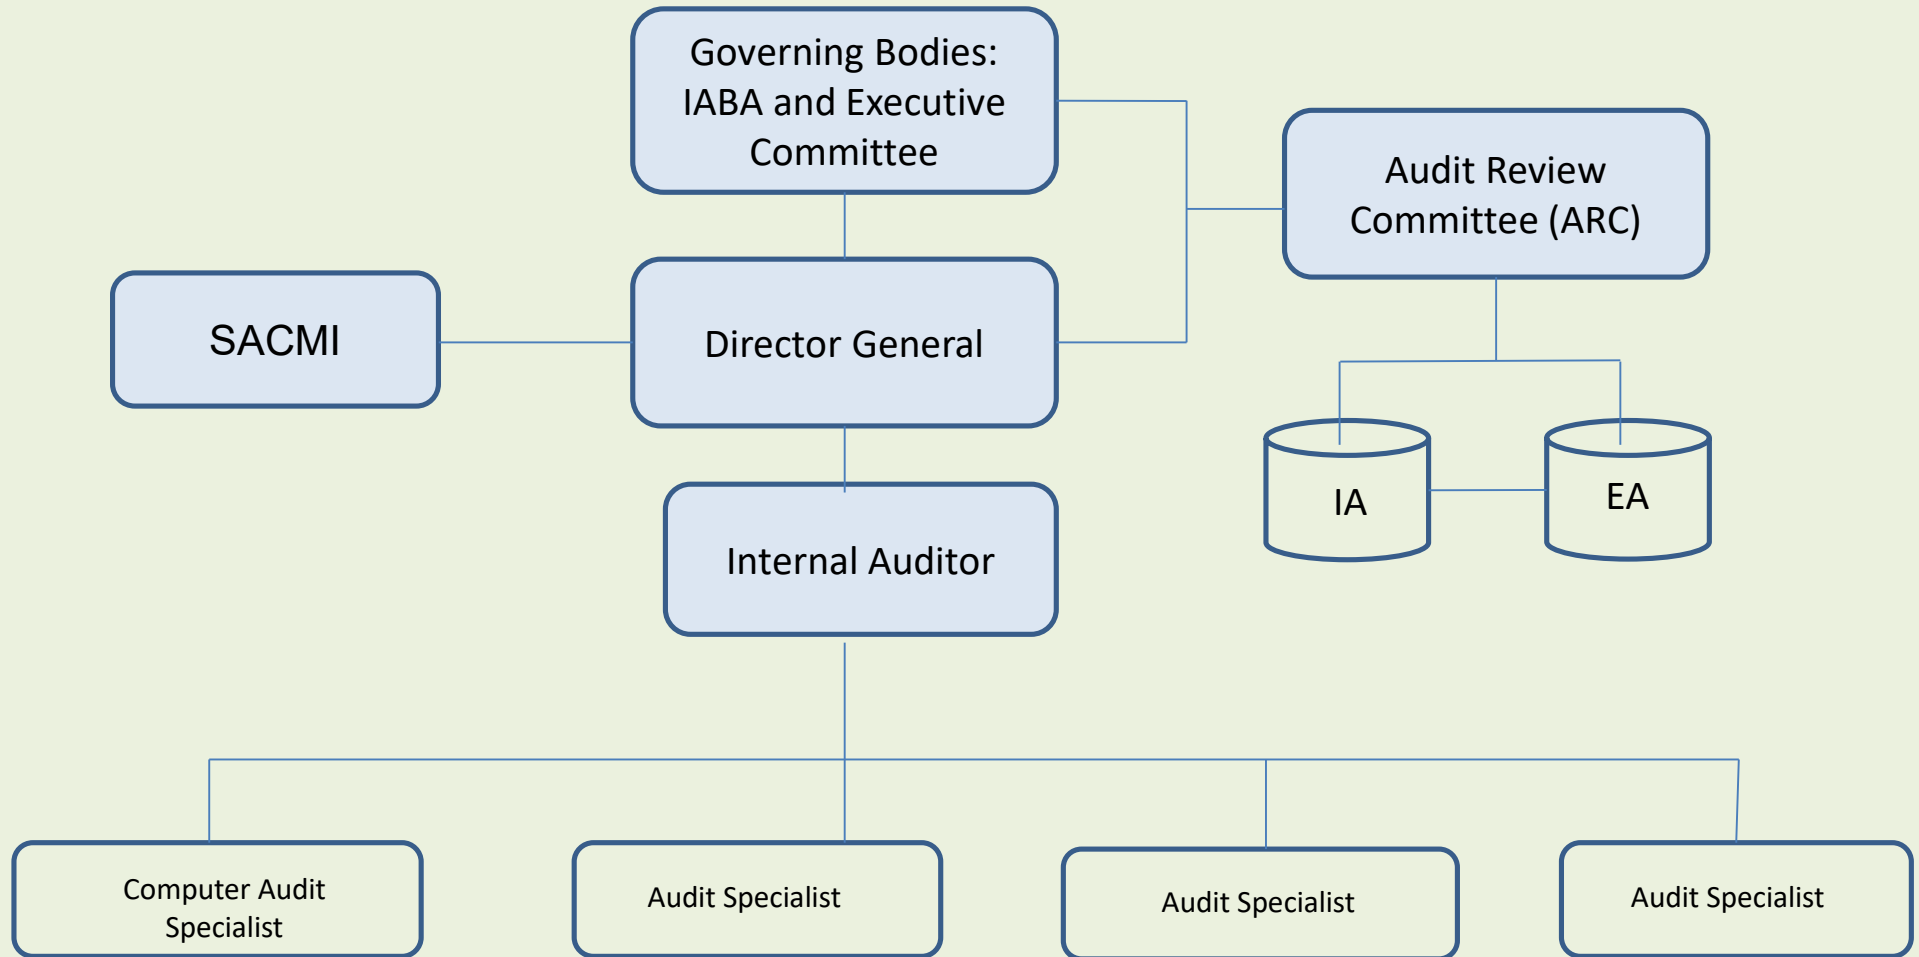 Governing Bodies:
IABA and Executive
Committee
Audit Review
Committee (ARC)
SACMI
Director General
IA
EA
Internal Auditor
Computer Audit
Specialist
Audit Specialist
Audit Specialist
Audit Specialist